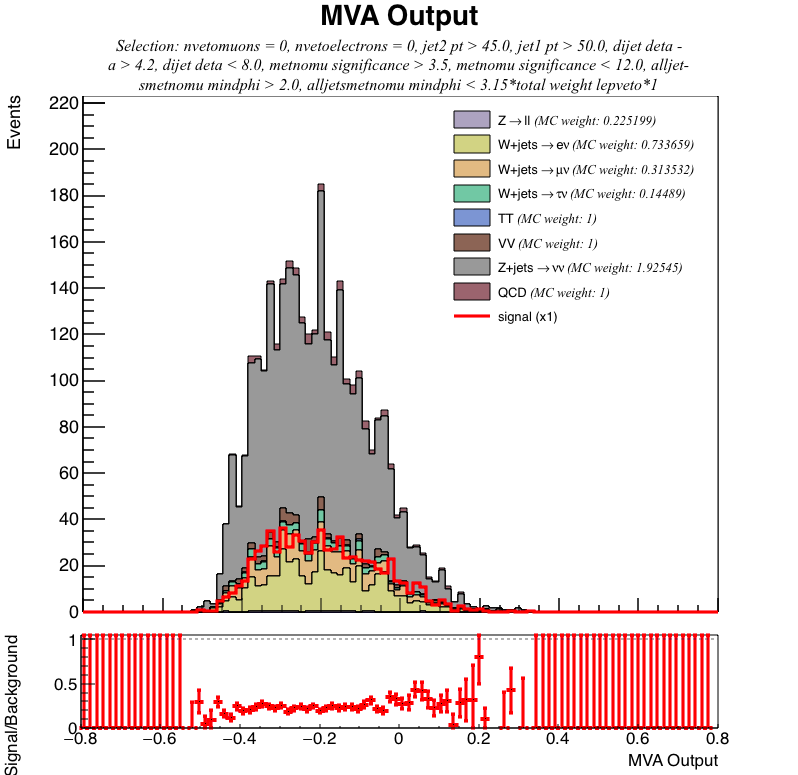 MVA Output
Selection: nvetomuons = 0, nvetoelectrons = 0, jet2 pt > 45.0, jet1 pt > 50.0, dijet deta -
a > 4.2, dijet deta < 8.0, metnomu significance > 3.5, metnomu significance < 12.0, alljet-
smetnomu mindphi > 2.0, alljetsmetnomu mindphi < 3.15*total weight lepveto*1
Events
220
200
180
160
140
120
100
80
60
40
20
0
Z→ll (MC weight: 0.225199)
W+jets→eν (MC weight: 0.733659)
W+jets→μν (MC weight: 0.313532)
W+jets→τν (MC weight: 0.14489)
TT (MC weight: 1)
VV (MC weight: 1)
Z+jets→νν (MC weight: 1.92545)
QCD (MC weight: 1)
signal (x1)
Signal/Background
1
0.5
0
−0.8 −0.6 −0.4 −0.2 0 0.2 0.4 0.6 0.8
MVA Output